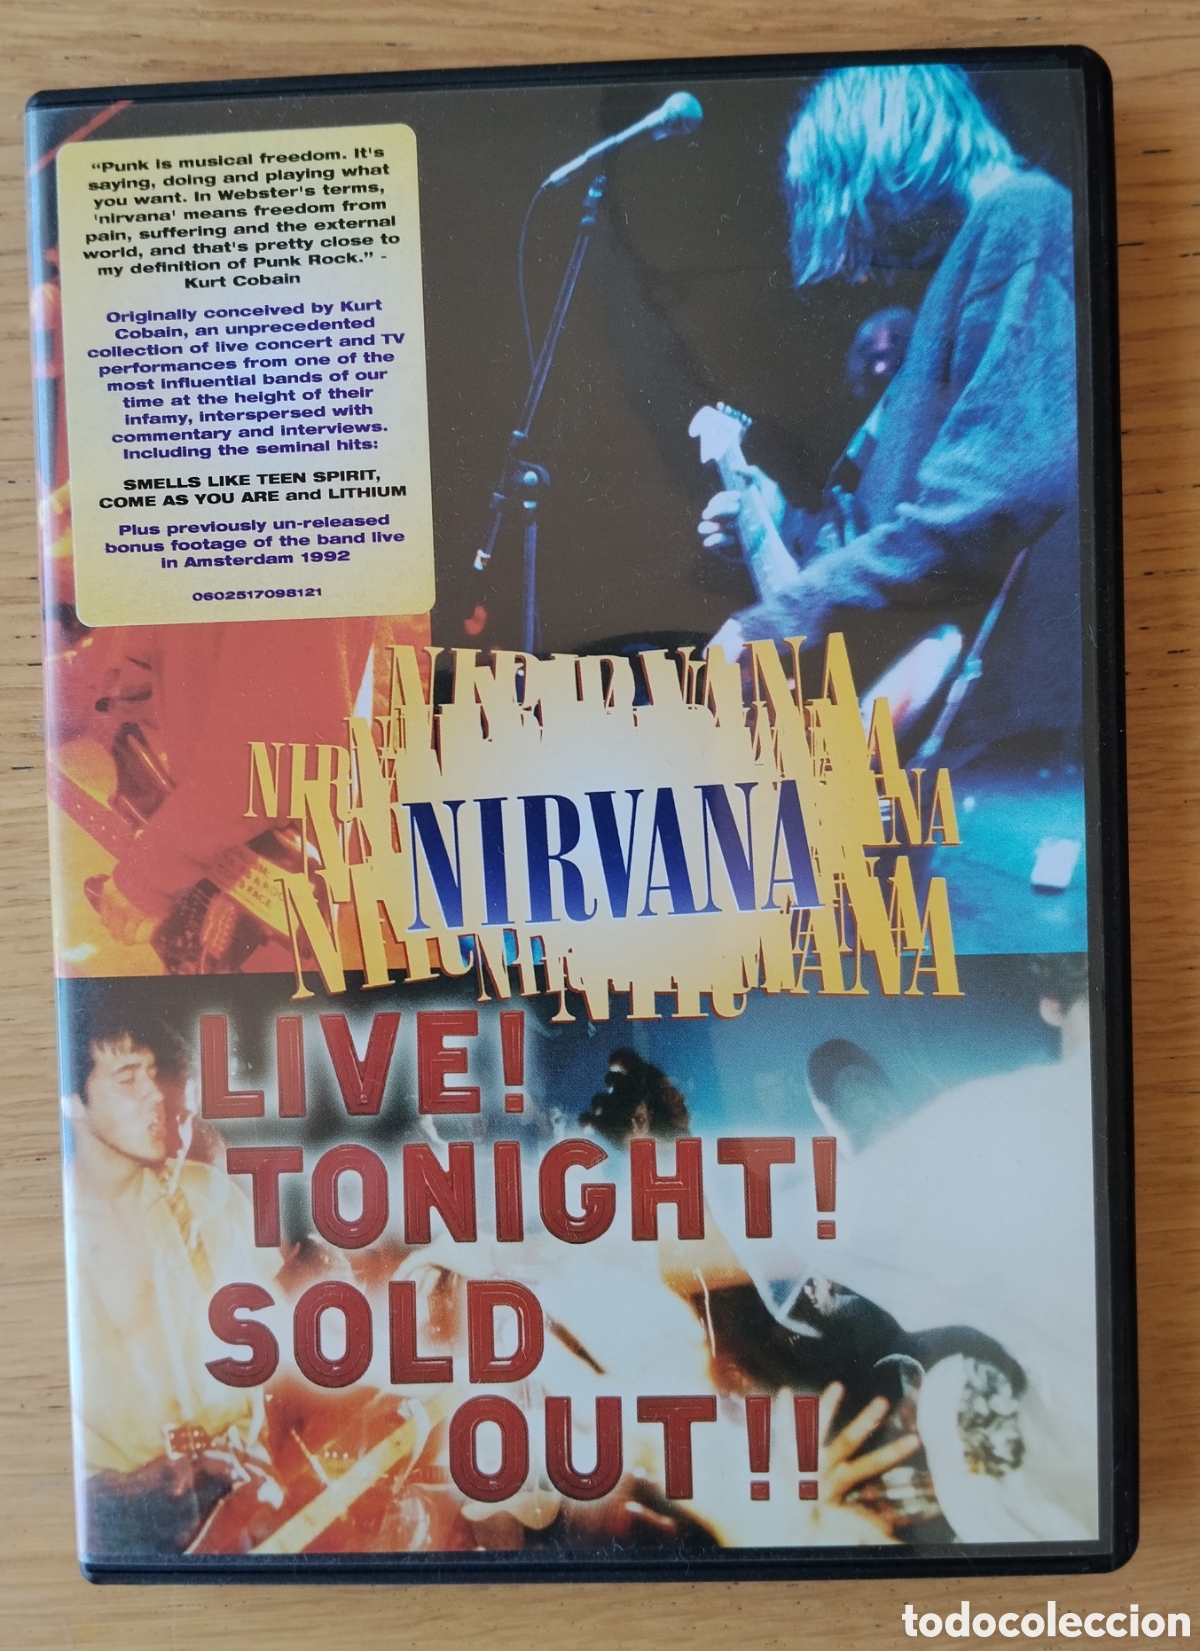 “Punk is musical freedom. It's
saying, doing and playing what
you want. In Webster's terms,
'nirvana' means freedom from
pain, suffering and the external
world, and that's pretty close to
my definition of Punk Rock.” -
Kurt Cobain
Originally conceived by Kurt
Cobain, an unprecedented
collection of live concert and TV
performances from one of the
most influential bands of our
time at the height of their
infamy, interspersed with
commentary and interviews.
Including the seminal hits:
SMELLS LIKE TEEN SPIRIT,
COME AS YOU ARE and LITHIUM
Plus previously un-released
bonus footage of the band live
in Amsterdam 1992
0602517098121
NIRVANA
LIVE!
TONIGHT!
SOLD
OUT!!
todocoleccion